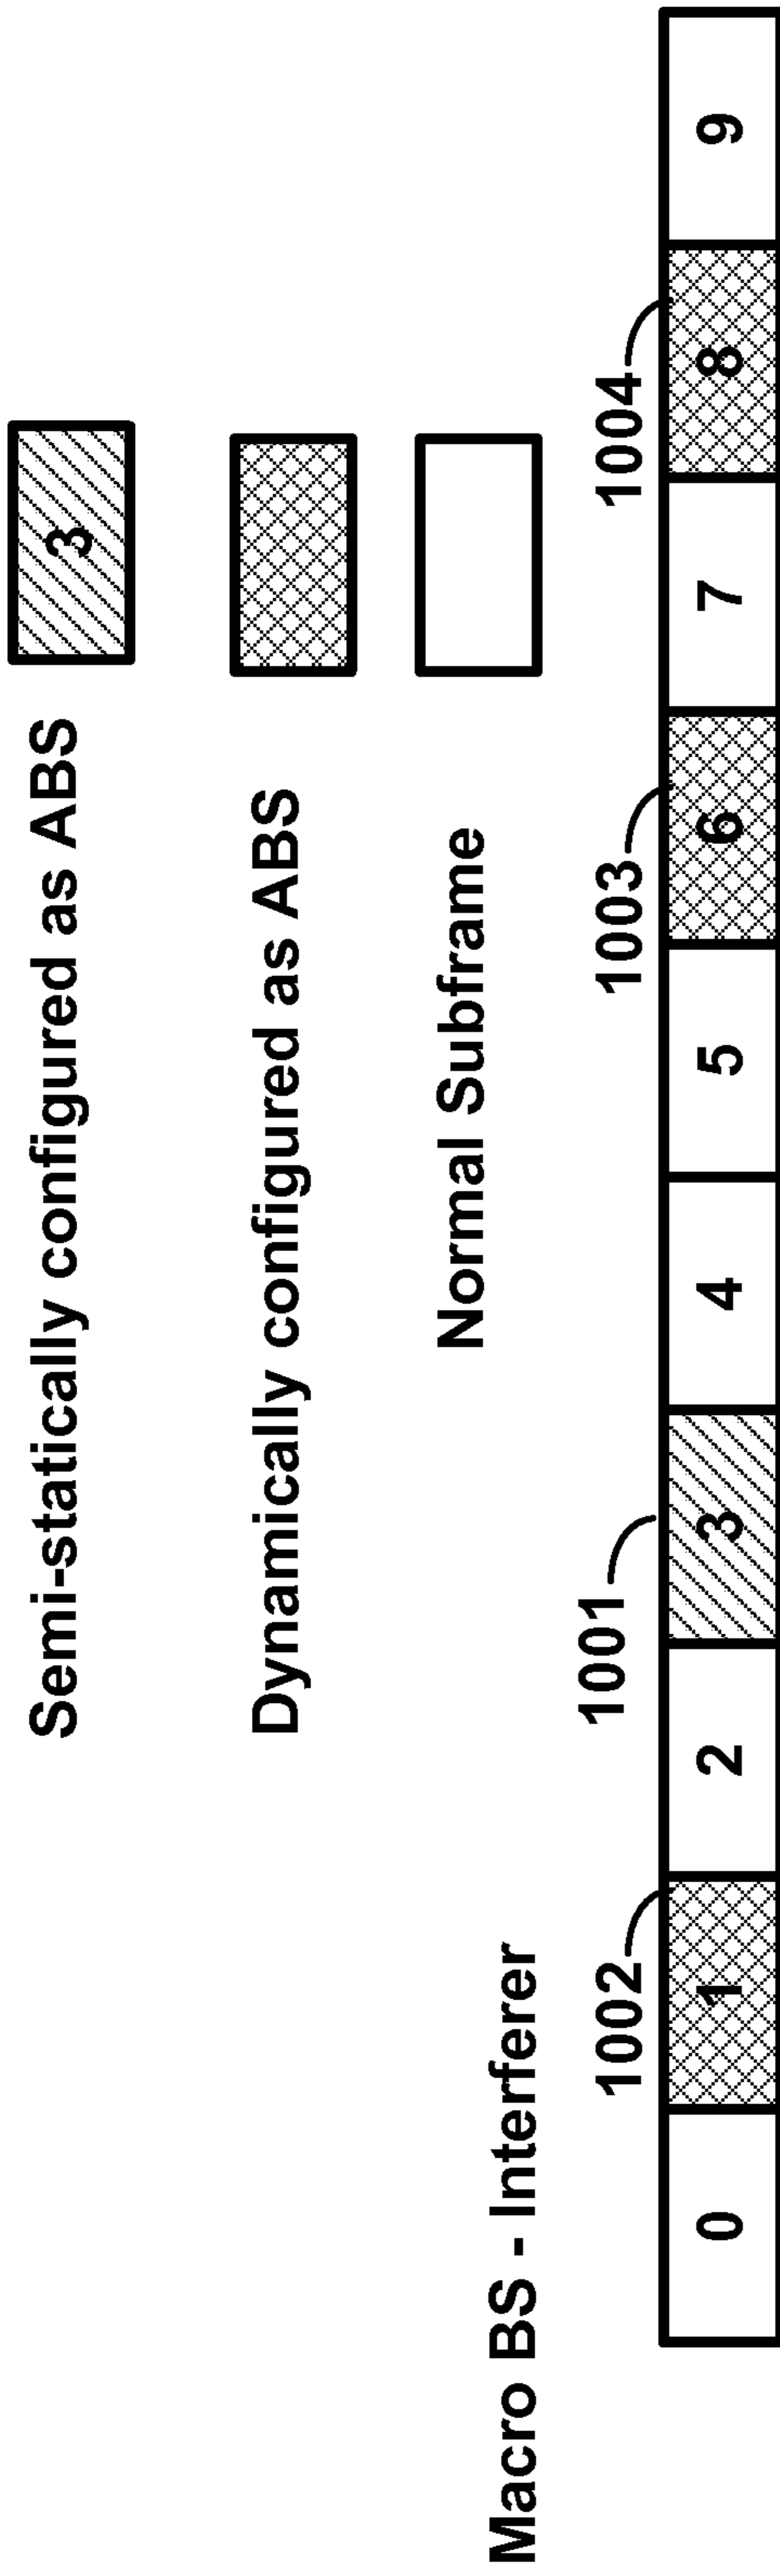 Semi-statically configured as ABS 3
Dynamically configured as ABS
Normal Subframe
Macro BS - Interferer
1002 1001 1003 1004
0 1 2 3 4 5 6 7 8 9